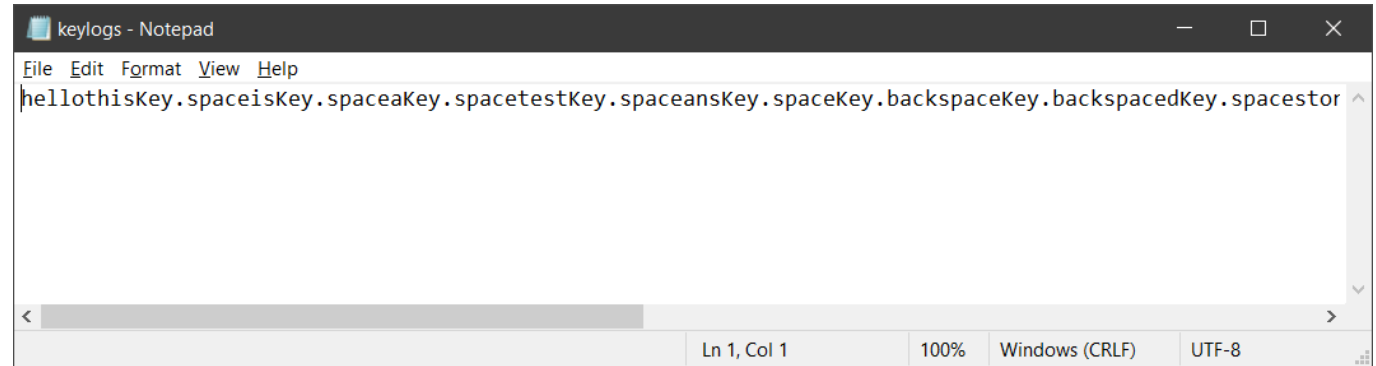 keylogs - Notepad
File Edit Format View Help
hellothisKey.spaceisKey.spaceaKey.spacetestKey.spaceansKey.spaceKey.backspaceKey.backspacedKey.spacestor
Ln 1, Col 1 100% Windows (CRLF) UTF-8